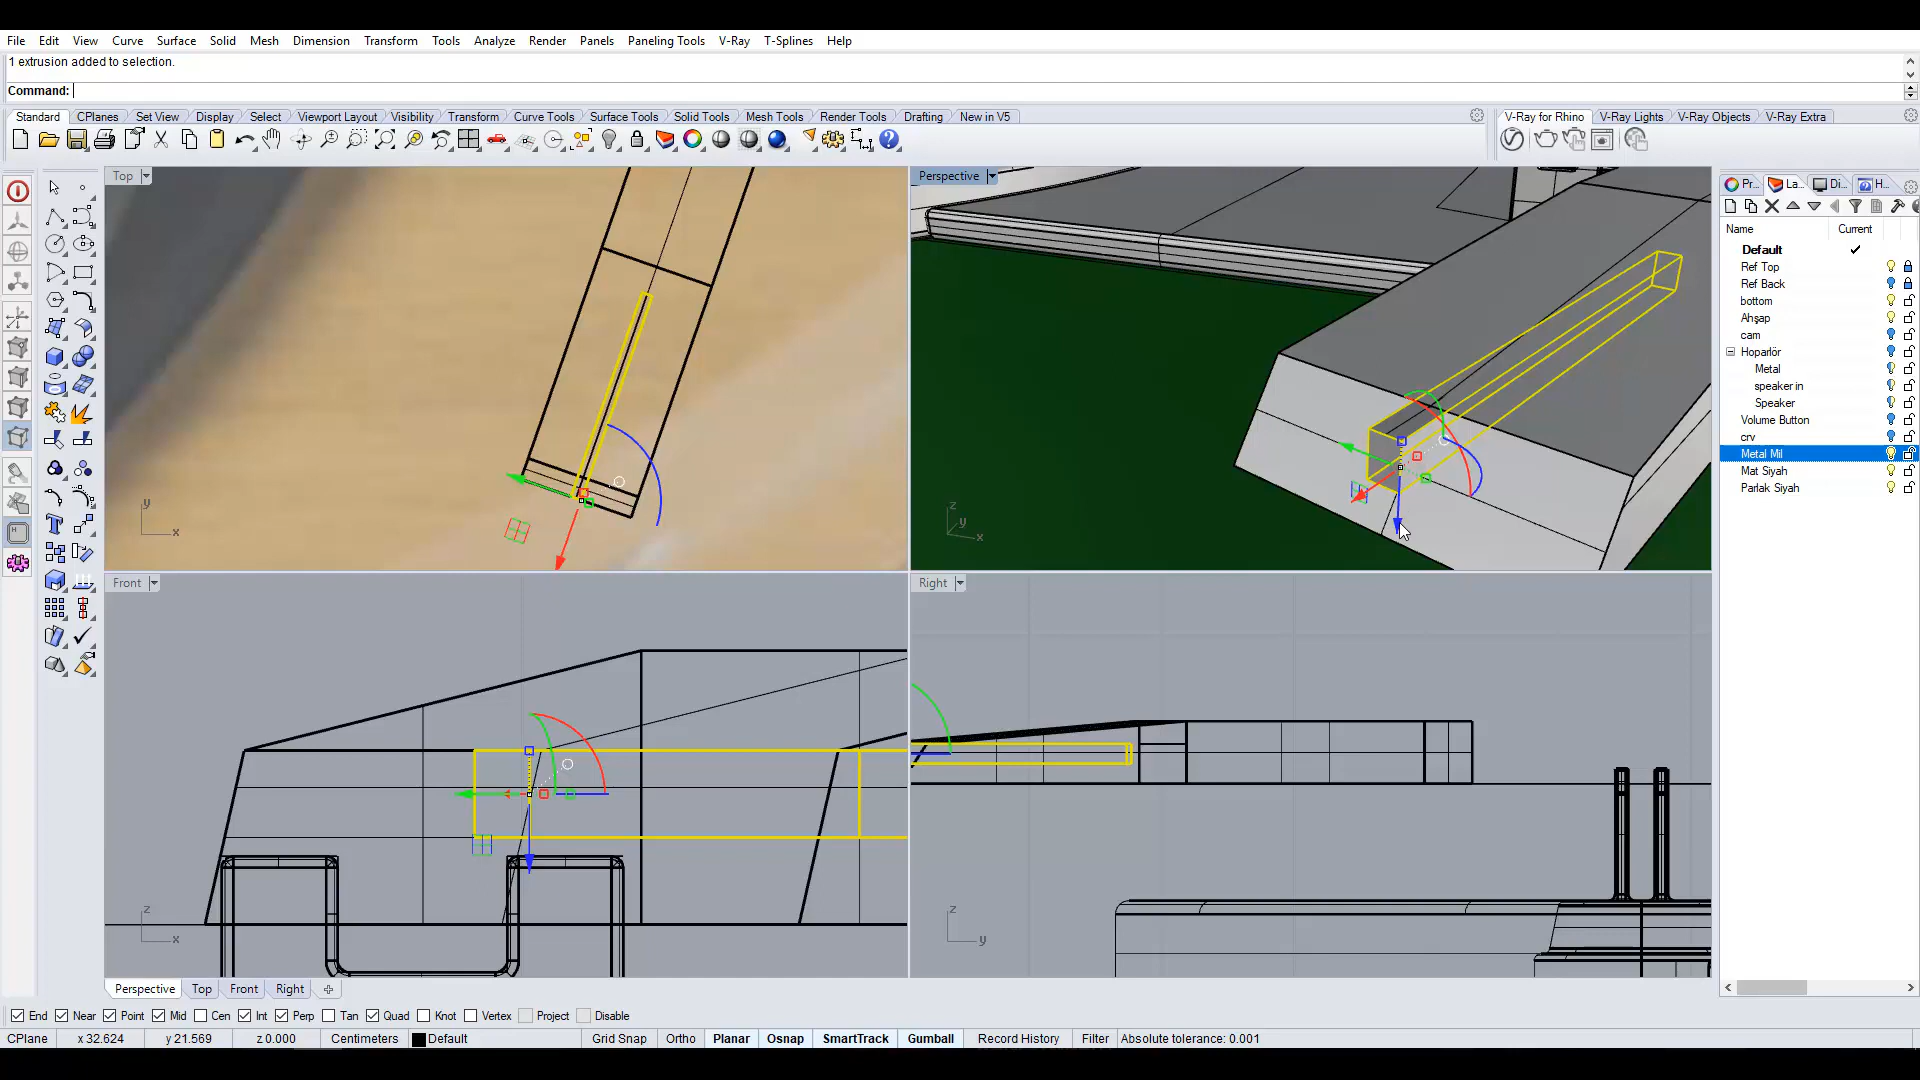 File Edit View Curve Surface Solid Mesh Dimension Transform Tools Analyze Render Panels Paneling Tools V-Ray T-Splines Help
1 extrusion added to selection.
Command:
Standard CPlanes Set View Display Select Viewport Layout Visibility Transform Curve Tools Surface Tools Solid Tools Mesh Tools Render Tools Drafting New in V5
V-Ray for Rhino V-Ray Lights V-Ray Objects V-Ray Extra
Top
Perspective
Pr... La... Di... H...
Name Current
Default
Ref Top
Ref Back
bottom
Ahşap
cam
Hoparlör
Metal
speaker in
Speaker
Volume Button
crv
Metal Mil
Mat Siyah
Parlak Siyah
y x
z y x
Front
Right
z x
z y
Perspective Top Front Right
End Near Point Mid Cen Int Perp Tan Quad Knot Vertex Project Disable
CPlane x 32.624 y 21.569 z 0.000 Centimeters Default Grid Snap Ortho Planar Osnap SmartTrack Gumball Record History Filter Absolute tolerance: 0.001